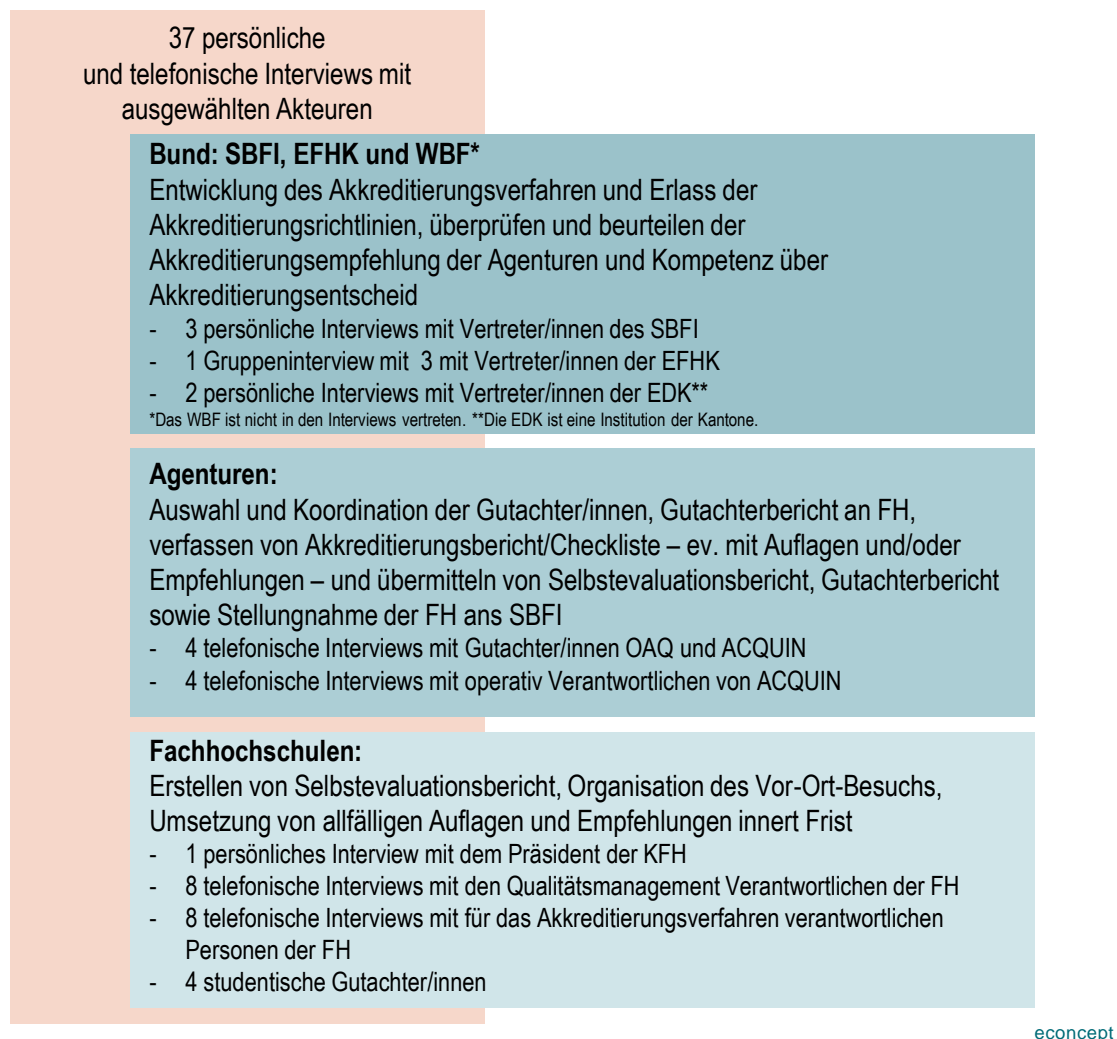 37 persönliche
und telefonische Interviews mit
ausgewählten Akteuren
Bund: SBFI, EFHK und WBF*
Entwicklung des Akkreditierungsverfahren und Erlass der
Akkreditierungsrichtlinien, überprüfen und beurteilen der
Akkreditierungsempfehlung der Agenturen und Kompetenz über
Akkreditierungsentscheid
- 3 persönliche Interviews mit Vertreter/innen des SBFI
- 1 Gruppeninterview mit 3 mit Vertreter/innen der EFHK
- 2 persönliche Interviews mit Vertreter/innen der EDK**
*Das WBF ist nicht in den Interviews vertreten. **Die EDK ist eine Institution der Kantone.
Agenturen:
Auswahl und Koordination der Gutachter/innen, Gutachterbericht an FH,
verfassen von Akkreditierungsbericht/Checkliste – ev. mit Auflagen und/oder
Empfehlungen – und übermitteln von Selbstevaluationsbericht, Gutachterbericht
sowie Stellungnahme der FH ans SBFI
- 4 telefonische Interviews mit Gutachter/innen OAQ und ACQUIN
- 4 telefonische Interviews mit operativ Verantwortlichen von ACQUIN
Fachhochschulen:
Erstellen von Selbstevaluationsbericht, Organisation des Vor-Ort-Besuchs,
Umsetzung von allfälligen Auflagen und Empfehlungen innert Frist
- 1 persönliches Interview mit dem Präsident der KFH
- 8 telefonische Interviews mit den Qualitätsmanagement Verantwortlichen der FH
- 8 telefonische Interviews mit für das Akkreditierungsverfahren verantwortlichen
Personen der FH
- 4 studentische Gutachter/innen
econcept